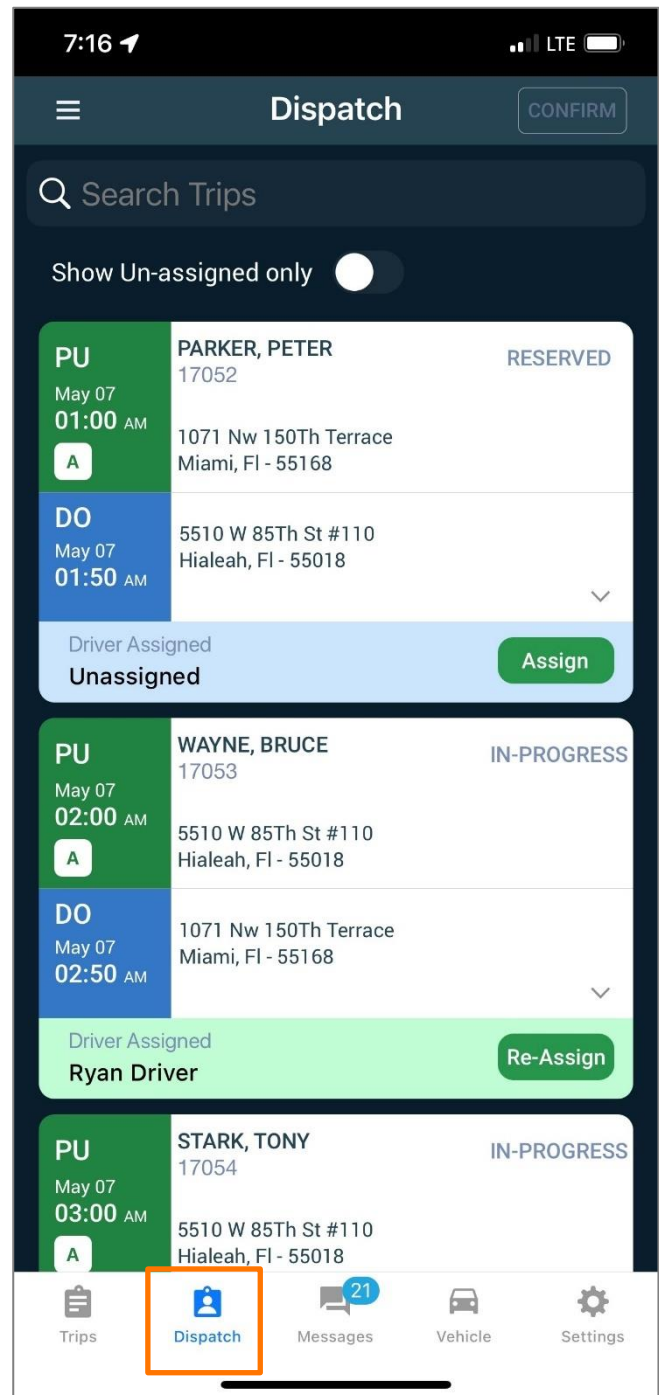 7:16
LTE
Dispatch
CONFIRM
Search Trips
Show Un-assigned only
PU
May 07
01:00 AM
A
PARKER, PETER
17052
RESERVED
1071 Nw 150Th Terrace
Miami, Fl - 55168
DO
May 07
01:50 AM
5510 W 85Th St #110
Hialeah, Fl - 55018
Driver Assigned
Unassigned
Assign
PU
May 07
02:00 AM
A
WAYNE, BRUCE
17053
IN-PROGRESS
5510 W 85Th St #110
Hialeah, Fl - 55018
DO
May 07
02:50 AM
1071 Nw 150Th Terrace
Miami, Fl - 55168
Driver Assigned
Ryan Driver
Re-Assign
PU
May 07
03:00 AM
A
STARK, TONY
17054
IN-PROGRESS
5510 W 85Th St #110
Hialeah, Fl - 55018
21
Trips
Dispatch
Messages
Vehicle
Settings